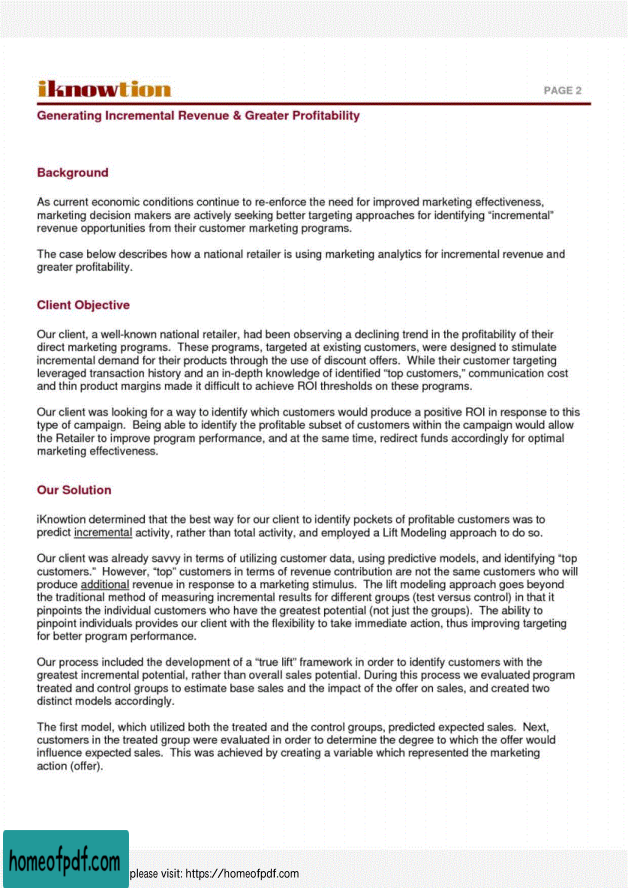 iknowtion
PAGE 2
Generating Incremental Revenue & Greater Profitability
Background
As current economic conditions continue to re-enforce the need for improved marketing effectiveness,
marketing decision makers are actively seeking better targeting approaches for identifying “incremental”
revenue opportunities from their customer marketing programs.
The case below describes how a national retailer is using marketing analytics for incremental revenue and
greater profitability.
Client Objective
Our client, a well-known national retailer, had been observing a declining trend in the profitability of their
direct marketing programs.  These programs, targeted at existing customers, were designed to stimulate
incremental demand for their products through the use of discount offers.  While their customer targeting
leveraged transaction history and an in-depth knowledge of identified “top customers,” communication cost
and thin product margins made it difficult to achieve ROI thresholds on these programs.
Our client was looking for a way to identify which customers would produce a positive ROI in response to this
type of campaign.  Being able to identify the profitable subset of customers within the campaign would allow
the Retailer to improve program performance, and at the same time, redirect funds accordingly for optimal
marketing effectiveness.
Our Solution
iKnowtion determined that the best way for our client to identify pockets of profitable customers was to
predict incremental activity, rather than total activity, and employed a Lift Modeling approach to do so.
Our client was already savvy in terms of utilizing customer data, using predictive models, and identifying “top
customers.”  However, “top” customers in terms of revenue contribution are not the same customers who will
produce additional revenue in response to a marketing stimulus.  The lift modeling approach goes beyond
the traditional method of measuring incremental results for different groups (test versus control) in that it
pinpoints the individual customers who have the greatest potential (not just the groups).  The ability to
pinpoint individuals provides our client with the flexibility to take immediate action, thus improving targeting
for better program performance.
Our process included the development of a “true lift” framework in order to identify customers with the
greatest incremental potential, rather than overall sales potential. During this process we evaluated program
treated and control groups to estimate base sales and the impact of the offer on sales, and created two
distinct models accordingly.
The first model, which utilized both the treated and the control groups, predicted expected sales.  Next,
customers in the treated group were evaluated in order to determine the degree to which the offer would
influence expected sales.  This was achieved by creating a variable which represented the marketing
action (offer).
homeofpdf.com
please visit: https://homeofpdf.com